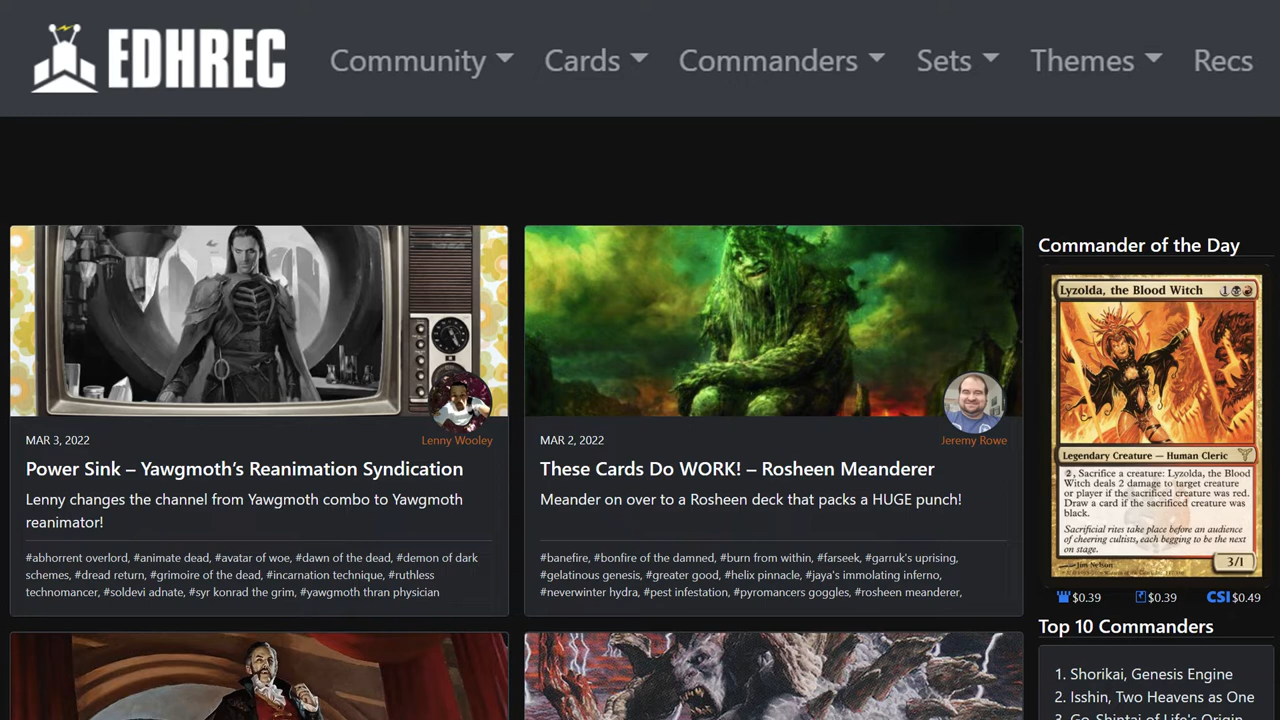 EDHREC
Community
Cards
Commanders
Sets
Themes
Recs
MAR 3, 2022
Lenny Wooley
Power Sink – Yawgmoth's Reanimation Syndication
Lenny changes the channel from Yawgmoth combo to Yawgmoth
reanimator!
#abhorrent overlord, #animate dead, #avatar of woe, #dawn of the dead, #demon of dark
schemes, #dread return, #grimoire of the dead, #incarnation technique, #ruthless
technomancer, #soldevi adnate, #syr konrad the grim, #yawgmoth thran physician
MAR 2, 2022
Jeremy Rowe
These Cards Do WORK! – Rosheen Meanderer
Meander on over to a Rosheen deck that packs a HUGE punch!
#banefire, #bonfire of the damned, #burn from within, #farseek, #garruk's uprising,
#gelatinous genesis, #greater good, #helix pinnacle, #jaya's immolating inferno,
#neverwinter hydra, #pest infestation, #pyromancers goggles, #rosheen meanderer,
Commander of the Day
Lyzolda, the Blood Witch
1
Legendary Creature — Human Cleric
2, Sacrifice a creature: Lyzolda, the Blood
Witch deals 2 damage to target creature
or player if the sacrificed creature was red.
Draw a card if the sacrificed creature was
black.
Sacrificial rites take place before an audience
of cheering cultists, each begging to be the next
on stage.
Jim Nelson
3/1
$0.39
$0.39
CSI $0.49
Top 10 Commanders
1. Shorikai, Genesis Engine
2. Isshin, Two Heavens as One
3. Go-Shintai of Life's Origin